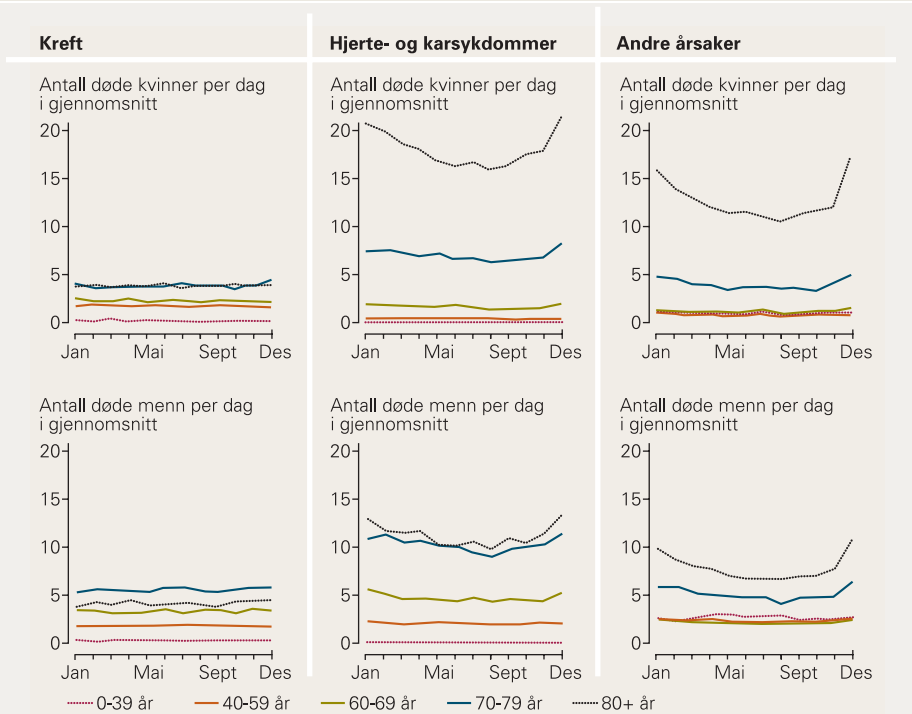 Kreft
Hjerte- og karsykdommer
Andre årsaker
Antall døde kvinner per dag
i gjennomsnitt
20
15
10
5
0
Jan Mai Sept Des
Antall døde kvinner per dag
i gjennomsnitt
20
15
10
5
0
Jan Mai Sept Des
Antall døde kvinner per dag
i gjennomsnitt
20
15
10
5
0
Jan Mai Sept Des
Antall døde menn per dag
i gjennomsnitt
20
15
10
5
0
Jan Mai Sept Des
Antall døde menn per dag
i gjennomsnitt
20
15
10
5
0
Jan Mai Sept Des
Antall døde menn per dag
i gjennomsnitt
20
15
10
5
0
Jan Mai Sept Des
0-39 år 40-59 år 60-69 år 70-79 år 80+ år